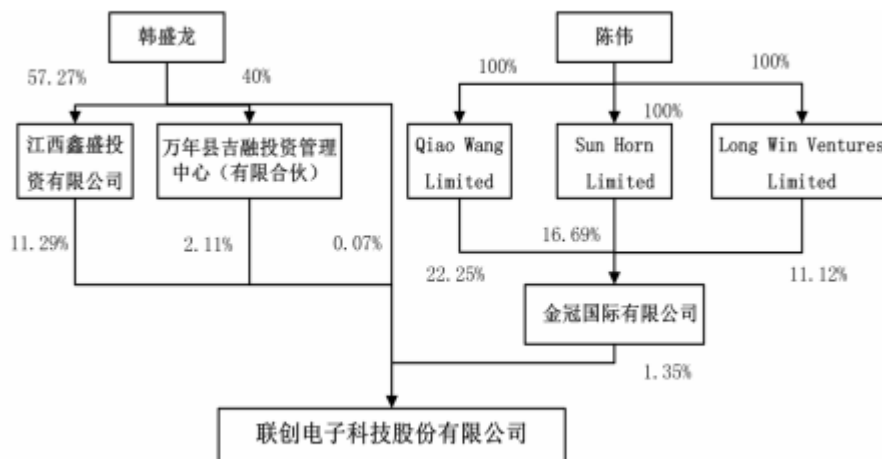 韩盛龙
陈伟
57.27%
40%
100%
100%
100%
江西鑫盛投
资有限公司
万年县吉融投资管理
中心（有限合伙）
Qiao Wang
Limited
Sun Horn
Limited
Long Win Ventures
Limited
11.29%
2.11%
0.07%
16.69%
22.25%
11.12%
金冠国际有限公司
1.35%
联创电子科技股份有限公司